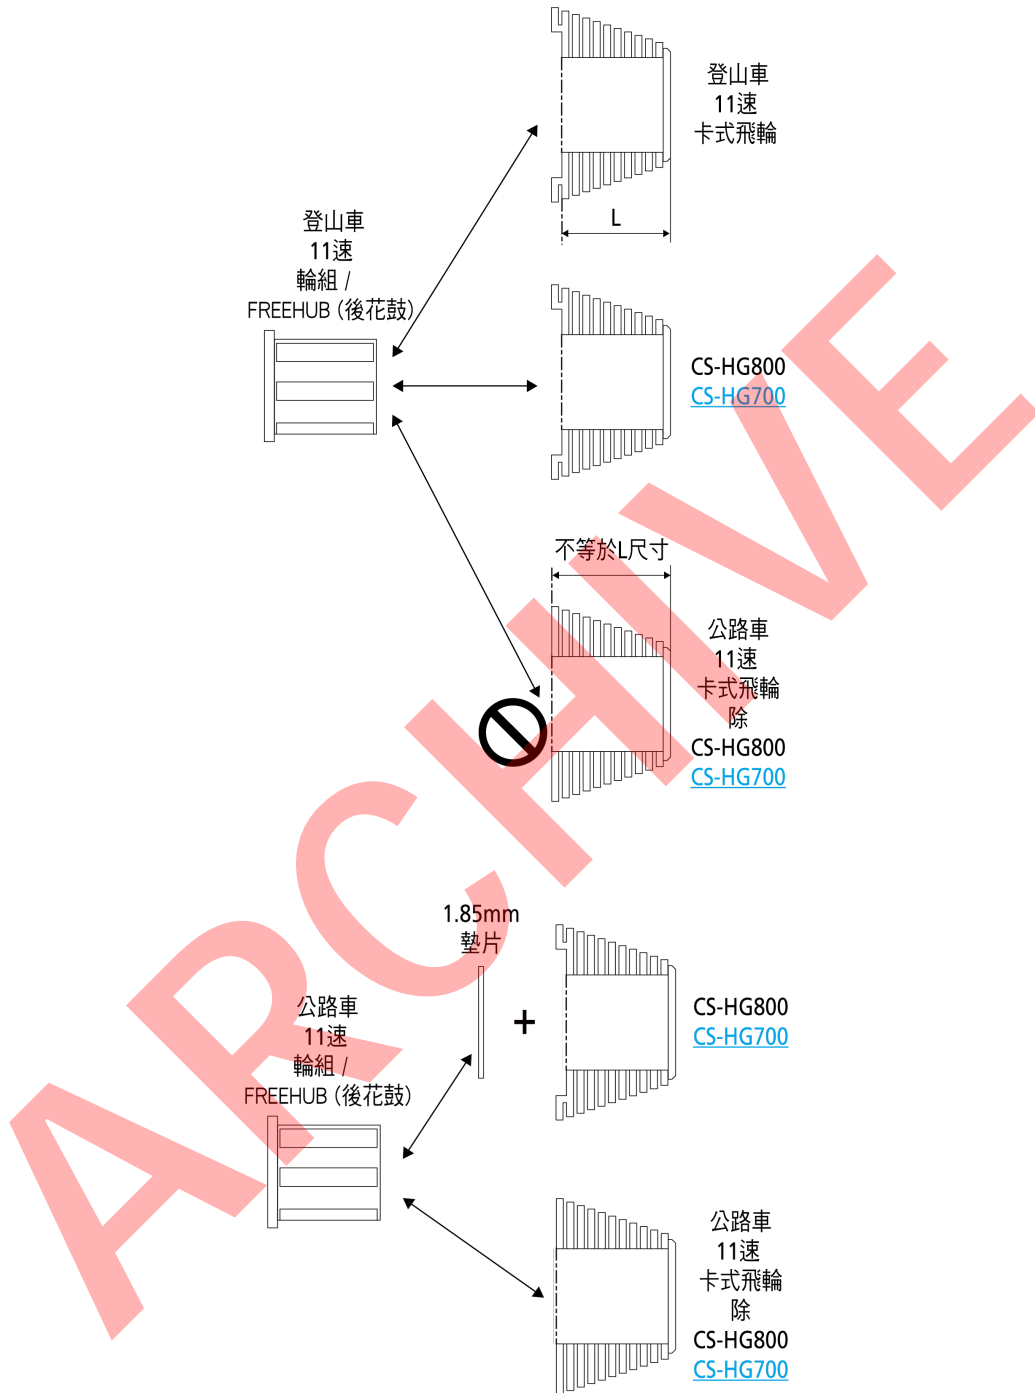 登山車
11速
卡式飛輪
L
登山車
11速
輪組 /
FREEHUB (後花鼓)
CS-HG800
CS-HG700
不等於L尺寸
公路車
11速
卡式飛輪
除
CS-HG800
CS-HG700
1.85mm
墊片
+
CS-HG800
CS-HG700
公路車
11速
輪組 /
FREEHUB (後花鼓)
公路車
11速
卡式飛輪
除
CS-HG800
CS-HG700
ARCHIVE